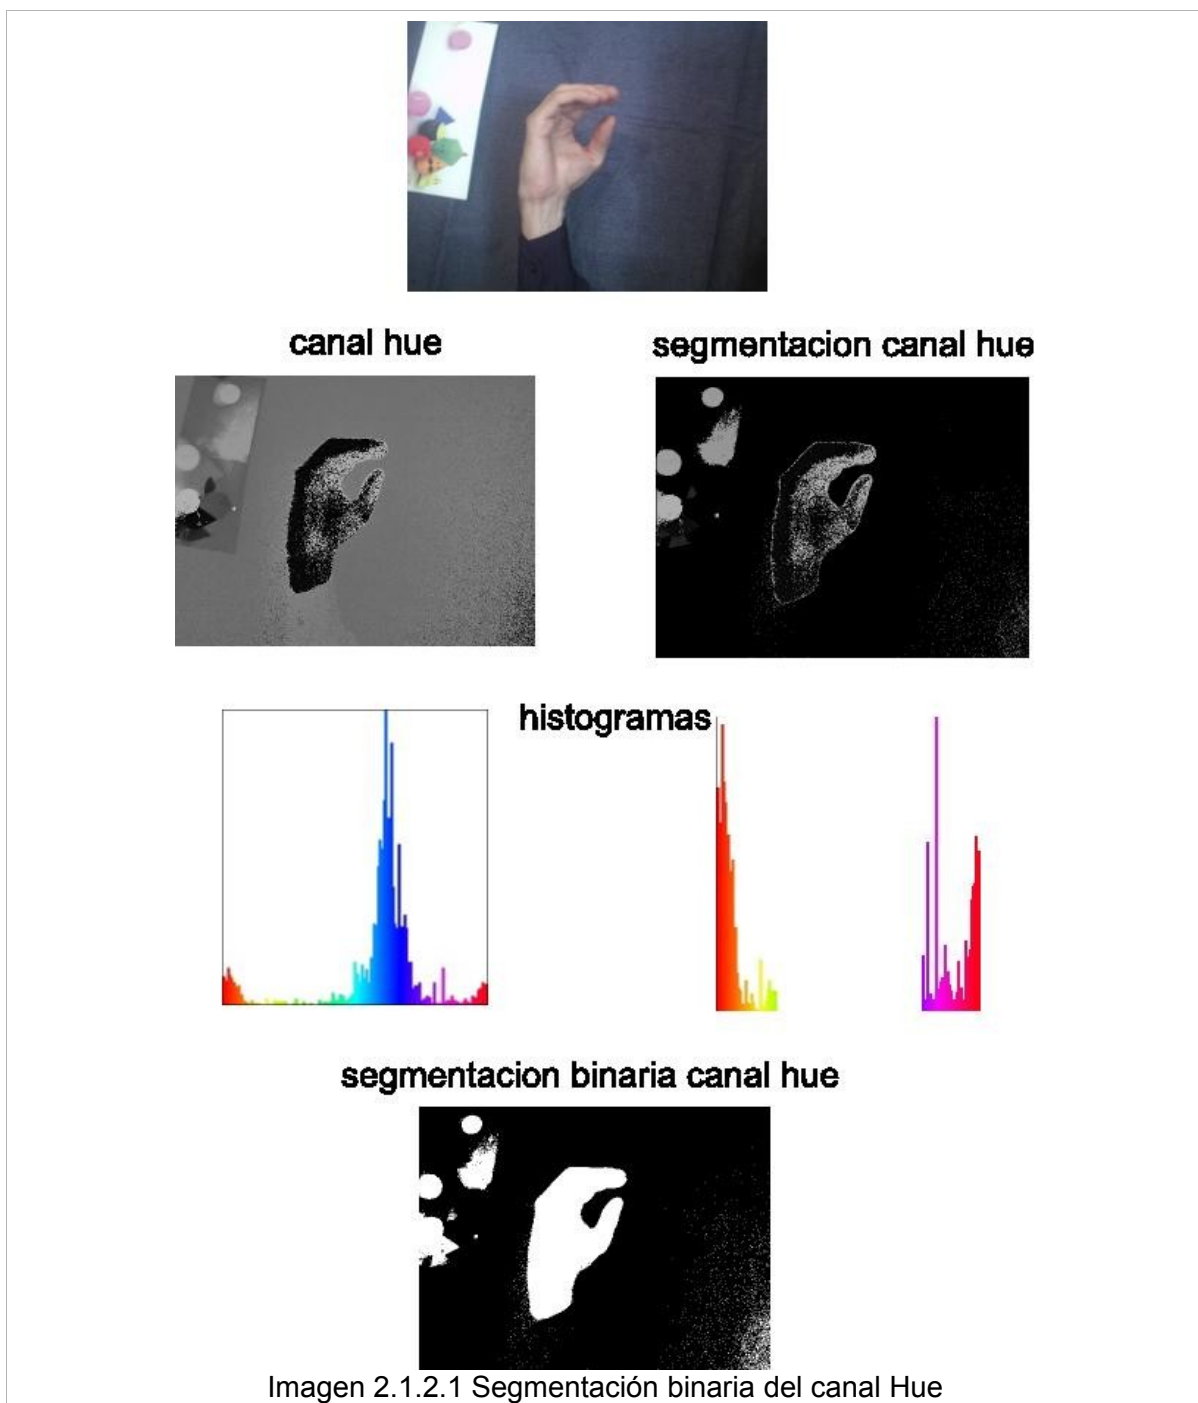 canal hue
segmentacion canal hue
histogramas
segmentacion binaria canal hue
Imagen 2.1.2.1 Segmentación binaria del canal Hue